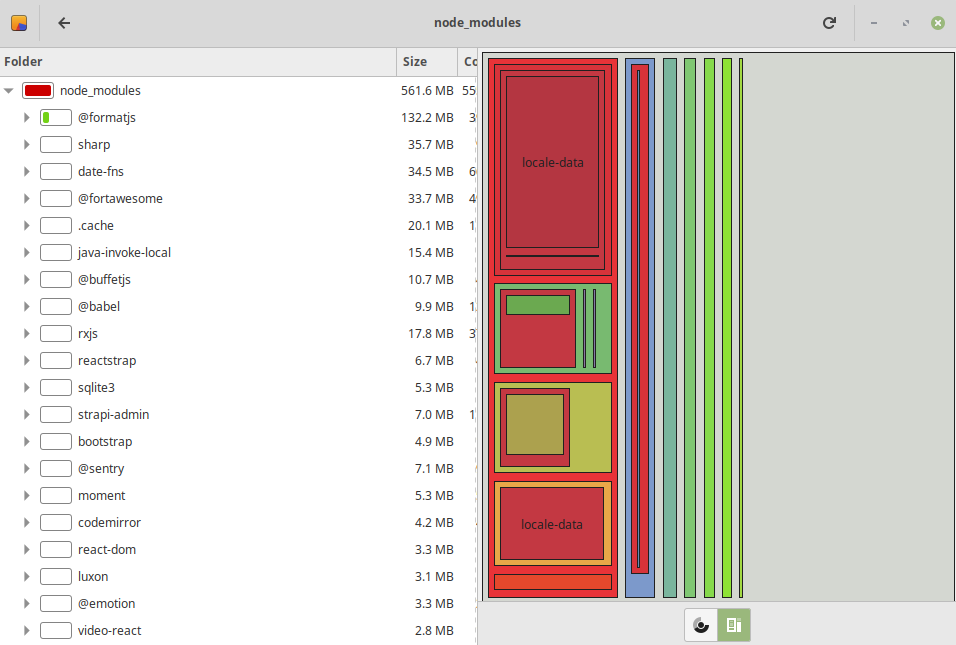 node_modules
Folder Size Co
node_modules 561.6 MB 55
@formatjs 132.2 MB 3
sharp 35.7 MB
date-fns 34.5 MB 6
@fortawesome 33.7 MB 4
.cache 20.1 MB 1
java-invoke-local 15.4 MB
@buffetjs 10.7 MB
@babel 9.9 MB 1
rxjs 17.8 MB 3
reactstrap 6.7 MB
sqlite3 5.3 MB
strapi-admin 7.0 MB 1
bootstrap 4.9 MB
@sentry 7.1 MB
moment 5.3 MB
codemirror 4.2 MB
react-dom 3.3 MB
luxon 3.1 MB
@emotion 3.3 MB
video-react 2.8 MB
locale-data
locale-data